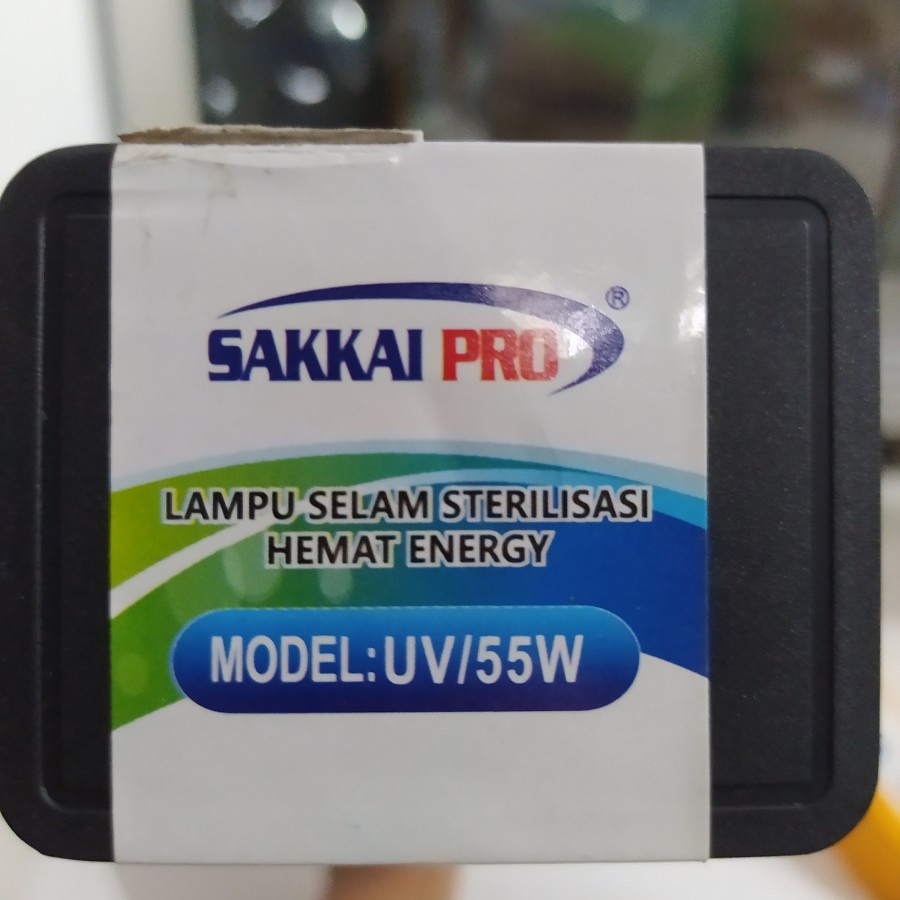 SAKKAI PRO ®
LAMPU SELAM STERILISASI
HEMAT ENERGY
MODEL:UV/55W